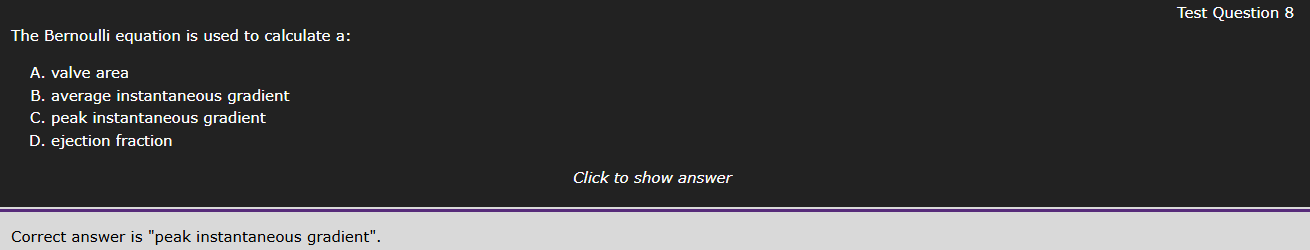 Test Question 8
The Bernoulli equation is used to calculate a:
A. valve area
B. average instantaneous gradient
C. peak instantaneous gradient
D. ejection fraction
Click to show answer
Correct answer is "peak instantaneous gradient".